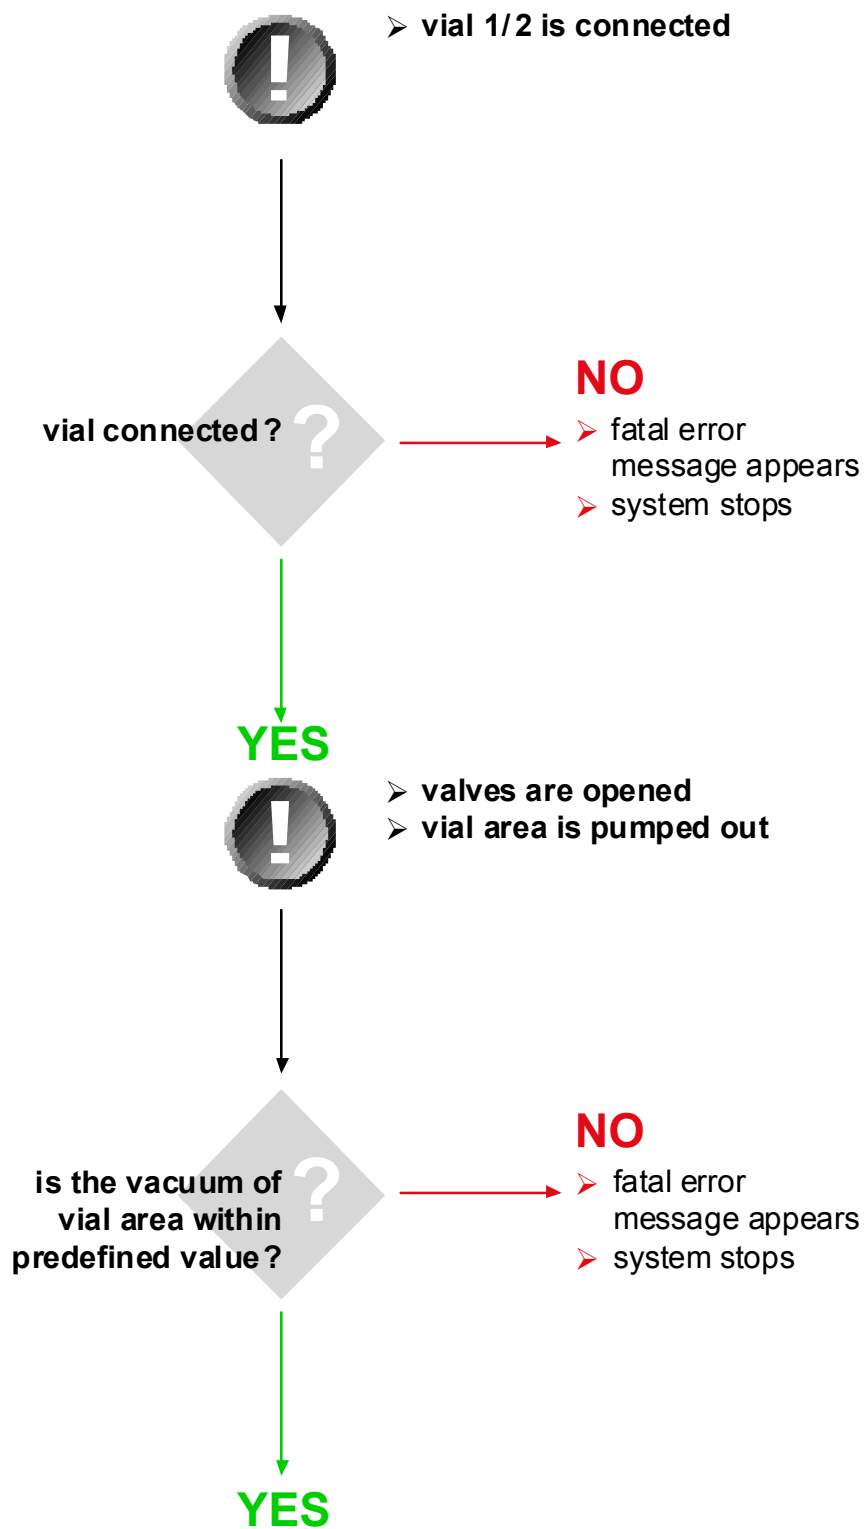 !
➢ vial 1/2 is connected
vial connected?
?
NO
➢ fatal error
message appears
➢ system stops
YES
!
➢ valves are opened
➢ vial area is pumped out
is the vacuum of
vial area within
predefined value?
?
NO
➢ fatal error
message appears
➢ system stops
YES